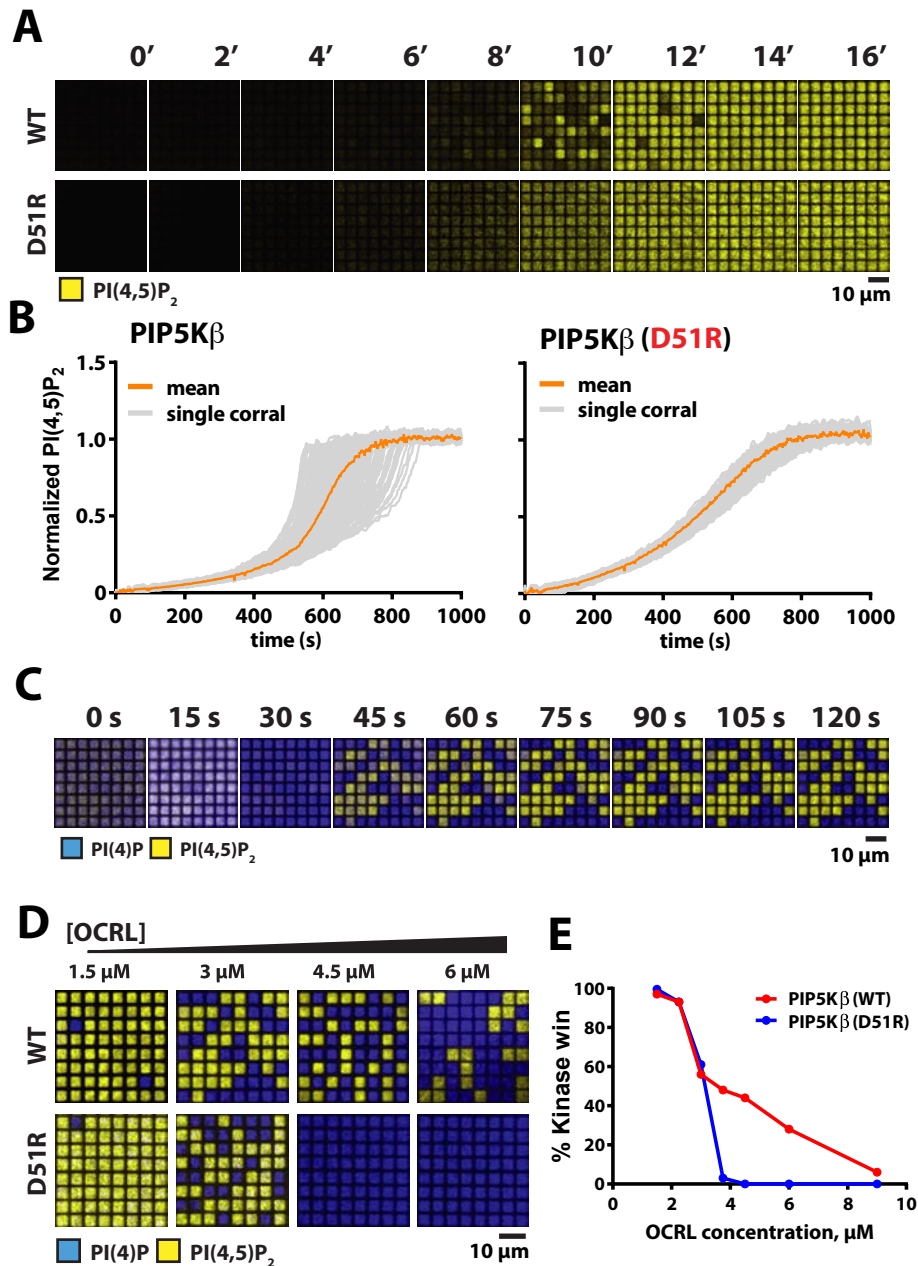 A
0’ 2’ 4’ 6’ 8’ 10’ 12’ 14’ 16’
WT
D51R
PI(4,5)P2
10 μm
B
PIP5Kβ
PIP5Kβ (D51R)
Normalized PI(4,5)P2
1.5
1.0
0.5
0
mean
single corral
mean
single corral
0 200 400 600 800 1000
0 200 400 600 800 1000
time (s)
time (s)
C
0 s 15 s 30 s 45 s 60 s 75 s 90 s 105 s 120 s
PI(4)P PI(4,5)P2
10 μm
D
[OCRL]
1.5 μM 3 μM 4.5 μM 6 μM
WT
D51R
PI(4)P PI(4,5)P2
10 μm
E
% Kinase win
100
80
60
40
20
0
PIP5Kβ (WT)
PIP5Kβ (D51R)
0 2 4 6 8 10
OCRL concentration, μM